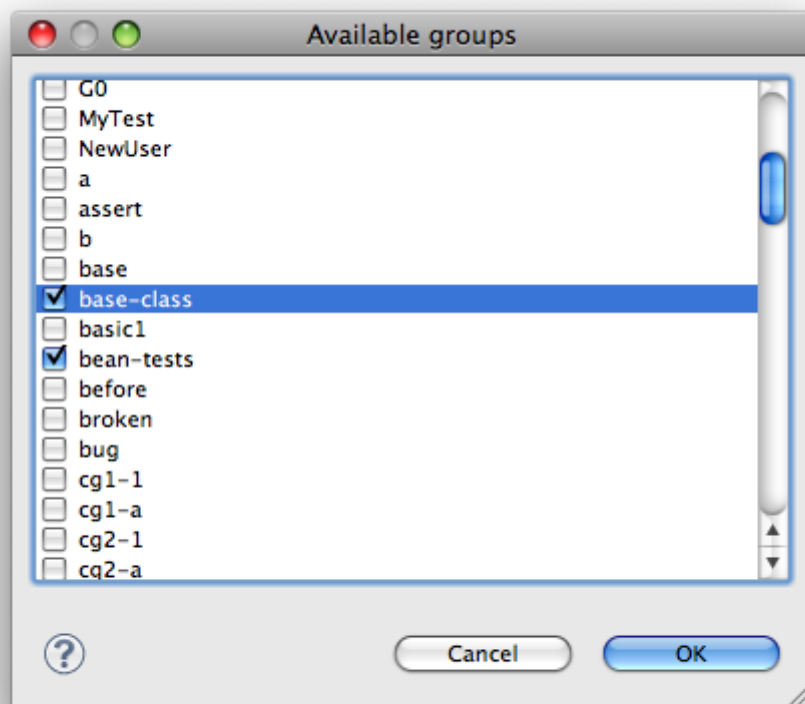 Available groups
G0
MyTest
NewUser
a
assert
b
base
base-class
basic1
bean-tests
before
broken
bug
cg1-1
cg1-a
cg2-1
cg2-a
?
Cancel
OK